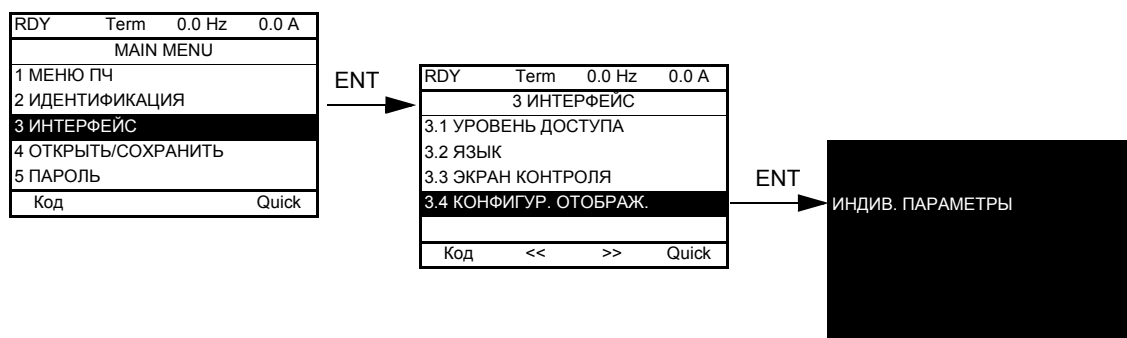 RDY Term 0.0 Hz 0.0 A
MAIN MENU
1 МЕНЮ ПЧ
2 ИДЕНТИФИКАЦИЯ
3 ИНТЕРФЕЙС
4 ОТКРЫТЬ/СОХРАНИТЬ
5 ПАРОЛЬ
Код Quick
ENT
RDY Term 0.0 Hz 0.0 A
3 ИНТЕРФЕЙС
3.1 УРОВЕНЬ ДОСТУПА
3.2 ЯЗЫК
3.3 ЭКРАН КОНТРОЛЯ
3.4 КОНФИГУР. ОТОБРАЖ.
Код << >> Quick
ENT
ИНДИВ. ПАРАМЕТРЫ